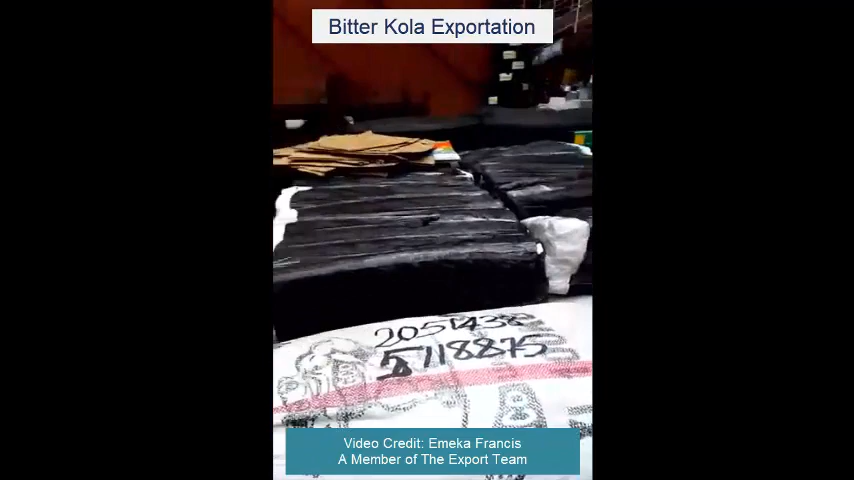 Bitter Kola Exportation
2051438
5118875
Video Credit: Emeka Francis
A Member of The Export Team